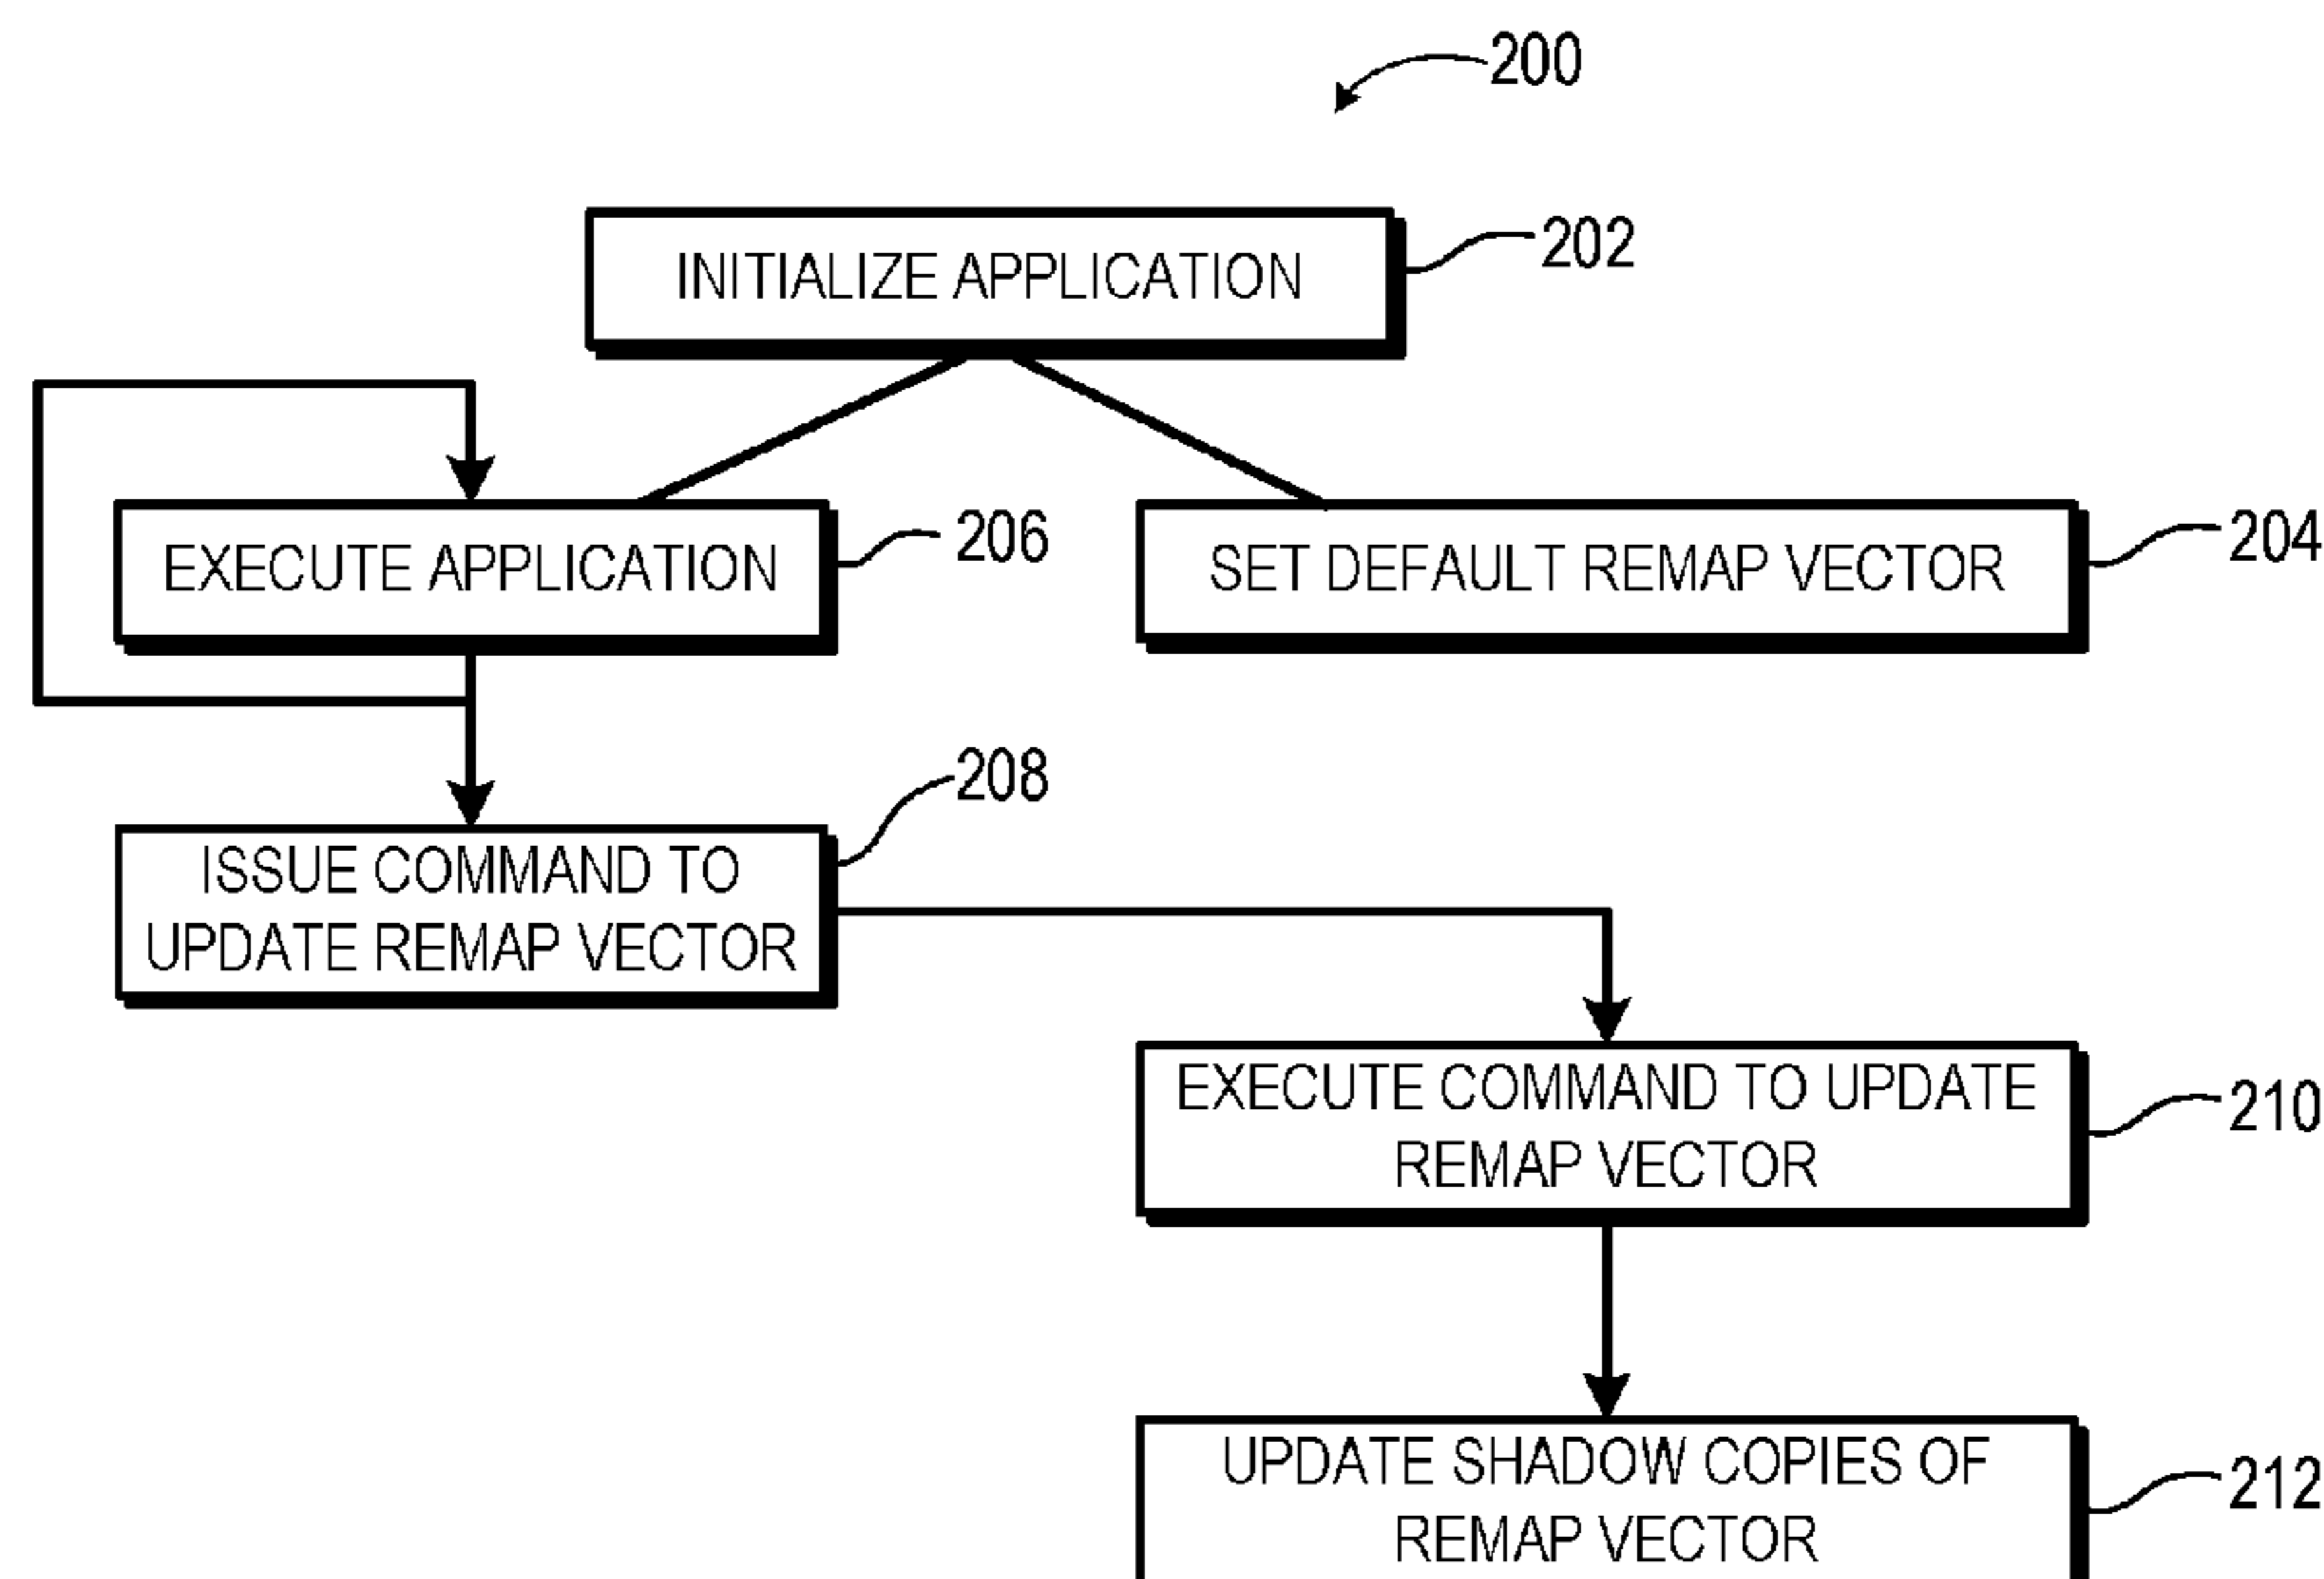 200
INITIALIZE APPLICATION
202
EXECUTE APPLICATION
206
SET DEFAULT REMAP VECTOR
204
ISSUE COMMAND TO
UPDATE REMAP VECTOR
208
EXECUTE COMMAND TO UPDATE
REMAP VECTOR
210
UPDATE SHADOW COPIES OF
REMAP VECTOR
212